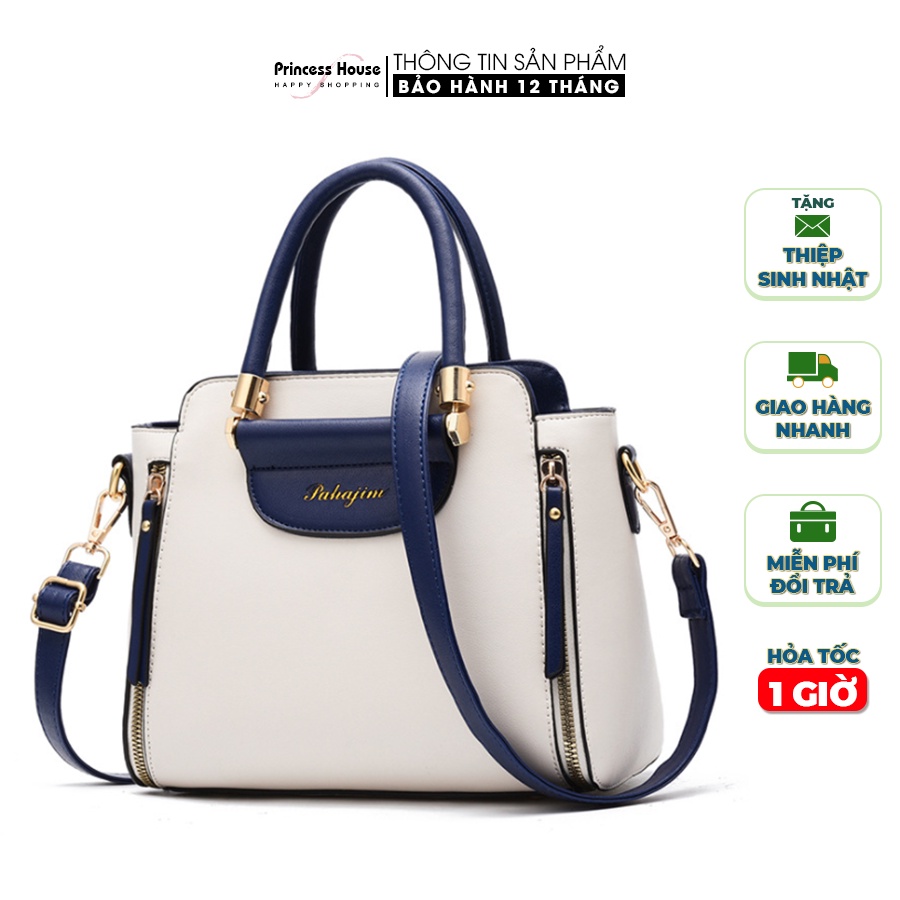 Princess House
HAPPY SHOPPING
THÔNG TIN SẢN PHẨM
BẢO HÀNH 12 THÁNG
Pahajim
TẶNG
THIỆP
SINH NHẬT
GIAO HÀNG
NHANH
MIỄN PHÍ
ĐỔI TRẢ
HỎA TỐC
1 GIỜ